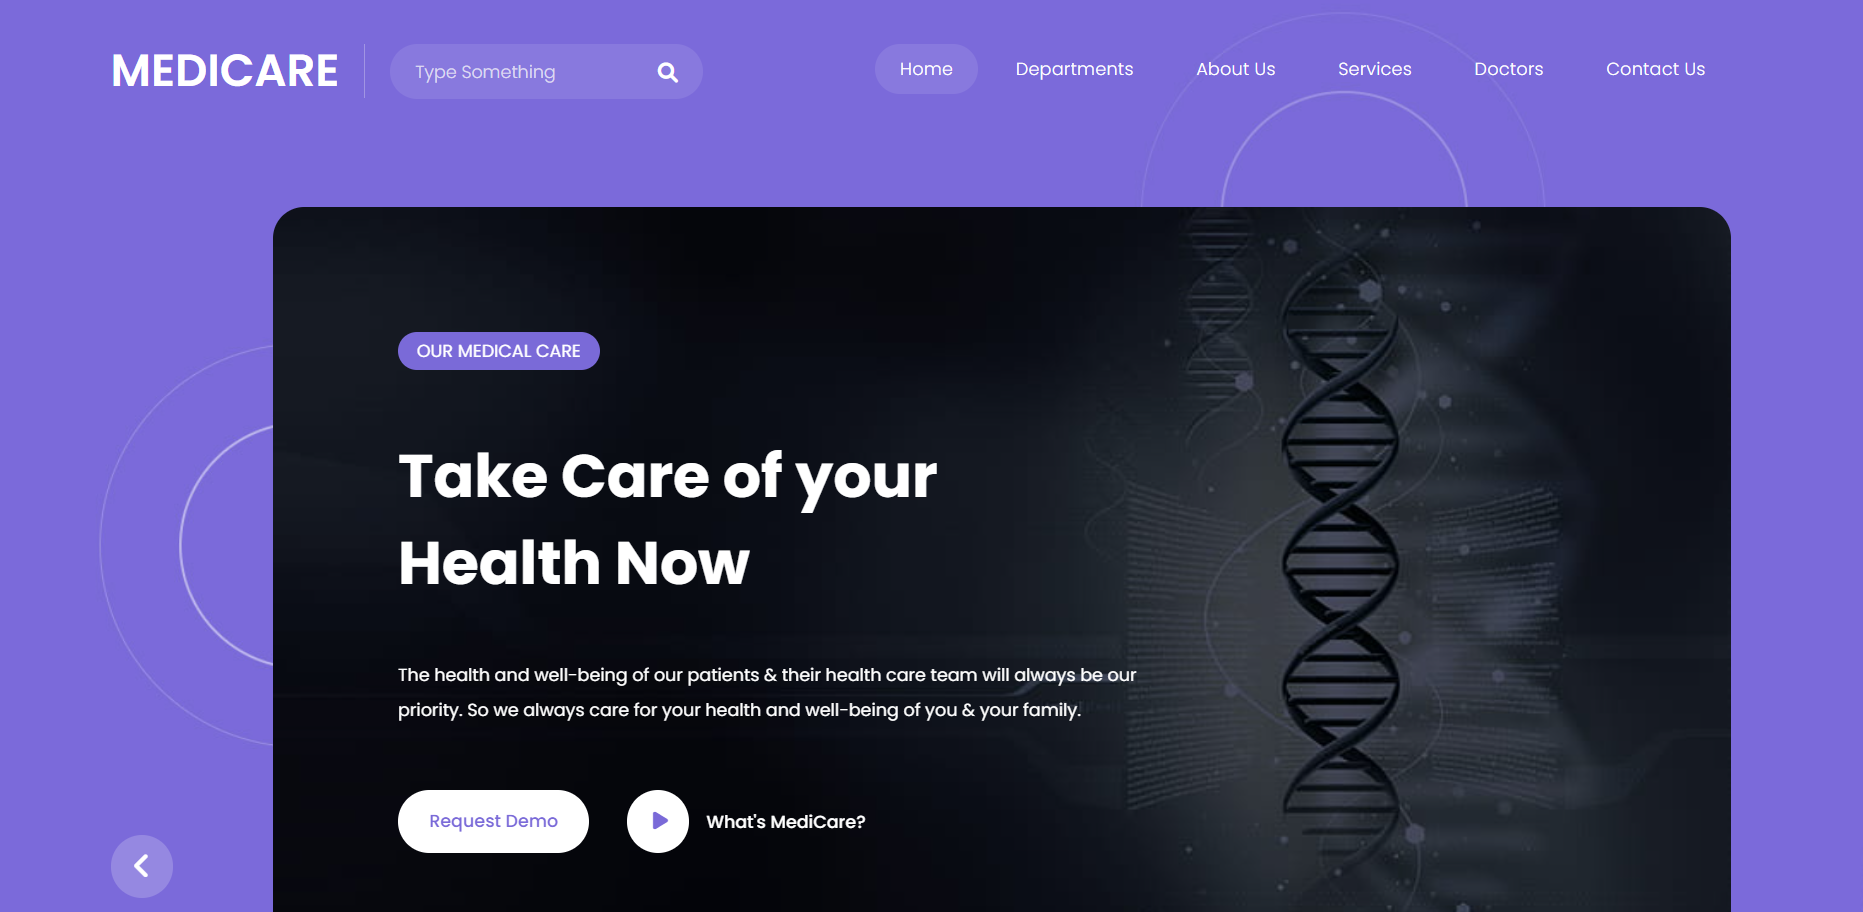 MEDICARE
Type Something
Home
Departments
About Us
Services
Doctors
Contact Us
OUR MEDICAL CARE
Take Care of your
Health Now
The health and well-being of our patients & their health care team will always be our
priority. So we always care for your health and well-being of you & your family.
Request Demo
What's MediCare?